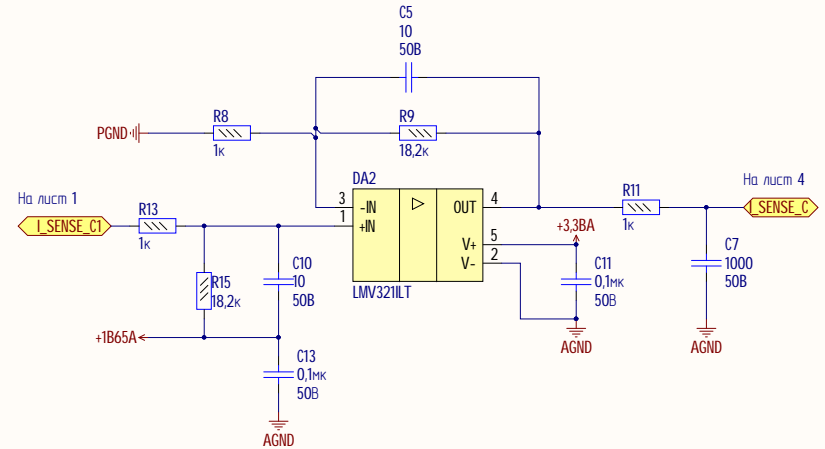 C5
10
50В
R8
1к
R9
18,2к
PGND
DA2
3
-IN
1
+IN
OUT
4
V+
5
V-
2
LMV321ILT
На лист 1
I_SENSE_C1
R13
1к
R15
18,2к
C10
10
50В
+1В65А
C13
0,1мк
50В
AGND
+3,3ВА
C11
0,1мк
50В
AGND
R11
1к
На лист 4
I_SENSE_C
C7
1000
50В
AGND